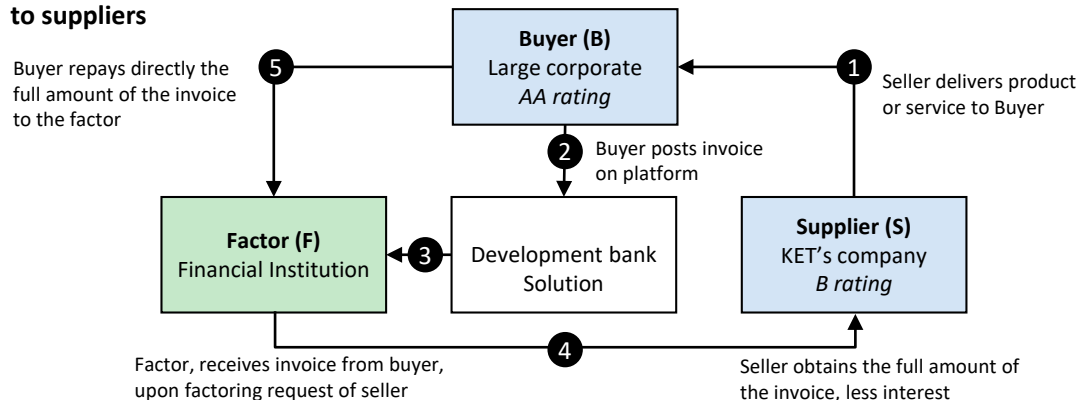 to suppliers
Buyer repays directly the
full amount of the invoice
to the factor
5
Buyer (B)
Large corporate
AA rating
1
Seller delivers product
or service to Buyer
2
Buyer posts invoice
on platform
Factor (F)
Financial Institution
3
Development bank
Solution
Supplier (S)
KET’s company
B rating
4
Factor, receives invoice from buyer,
upon factoring request of seller
Seller obtains the full amount of
the invoice, less interest